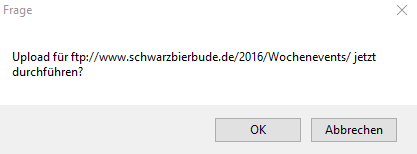 Frage
Upload für ftp://www.schwarzbierbude.de/2016/Wochenevents/ jetzt
durchführen?
OK
Abbrechen